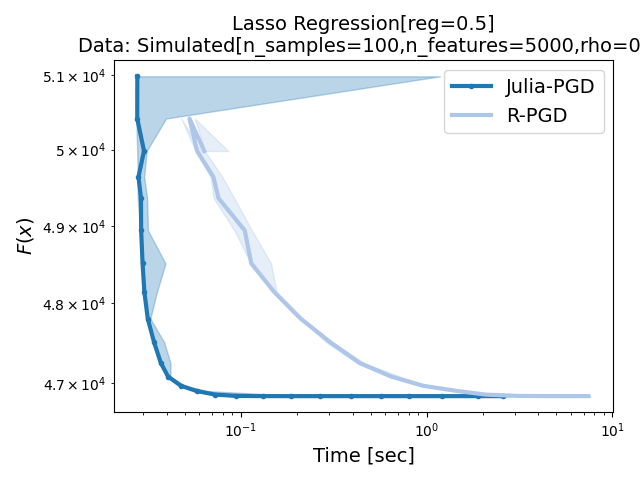 Lasso Regression[reg=0.5]
Data: Simulated[n_samples=100,n_features=5000,rho=0
5.1 × 10⁴
5 × 10⁴
4.9 × 10⁴
4.8 × 10⁴
4.7 × 10⁴
F(x)
Julia-PGD
R-PGD
10⁻¹
10⁰
10¹
Time [sec]